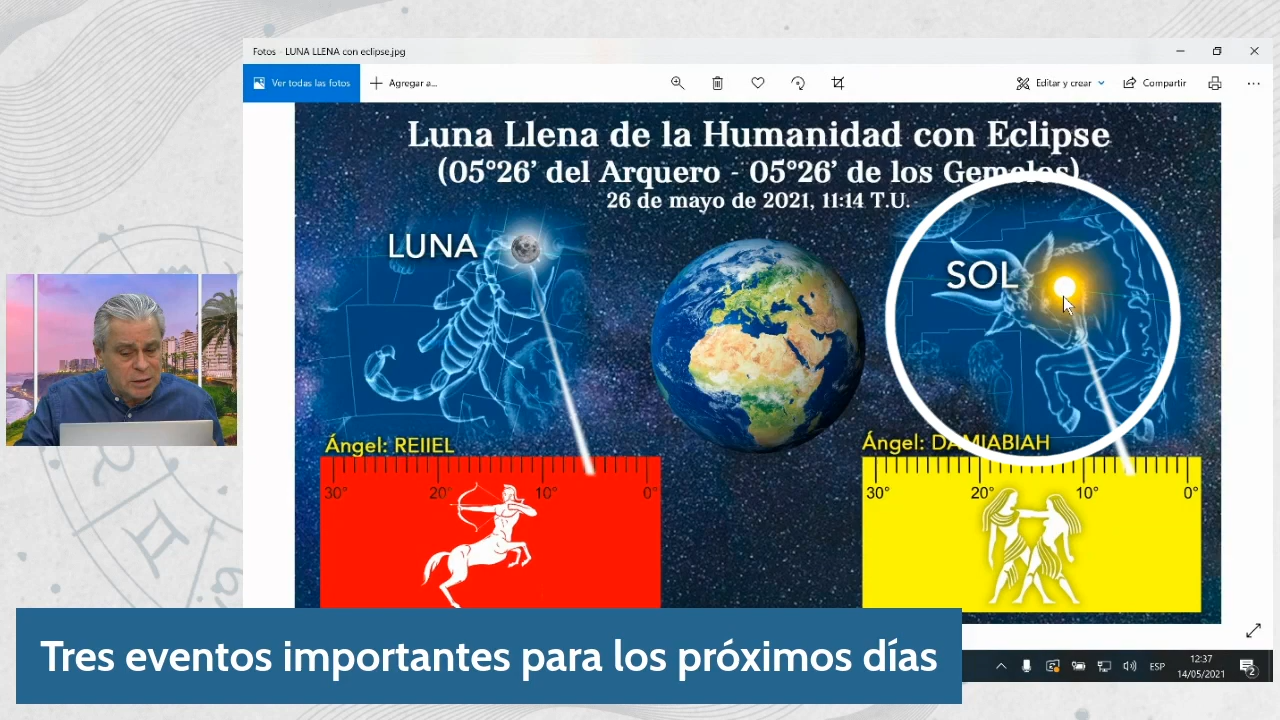 Fotos - LUNA LLENA con eclipse.jpg
Ver todas las fotos
Agregar a...
Editar y crear
Compartir
Luna Llena de la Humanidad con Eclipse
(05°26’ del Arquero - 05°26’ de los Gemelos)
26 de mayo de 2021, 11:14 T.U.
LUNA
SOL
Ángel: REIIEL
Ángel: DAMIABIAH
30° 20° 10° 0°
30° 20° 10° 0°
Tres eventos importantes para los próximos días
ESP
12:37
14/05/2021
2